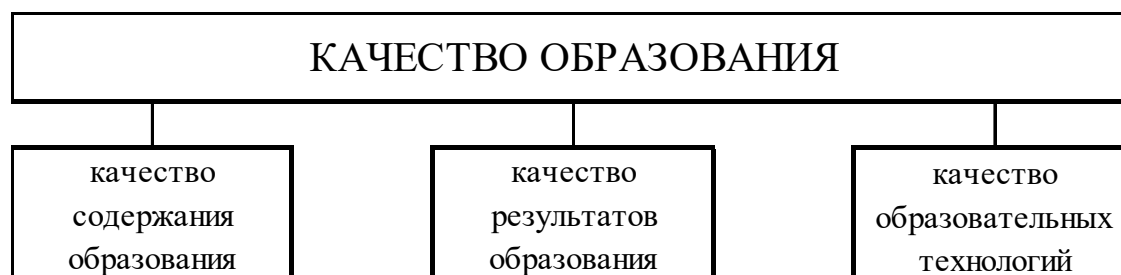 КАЧЕСТВО ОБРАЗОВАНИЯ
качество
содержания
образования
качество
результатов
образования
качество
образовательных
технологий